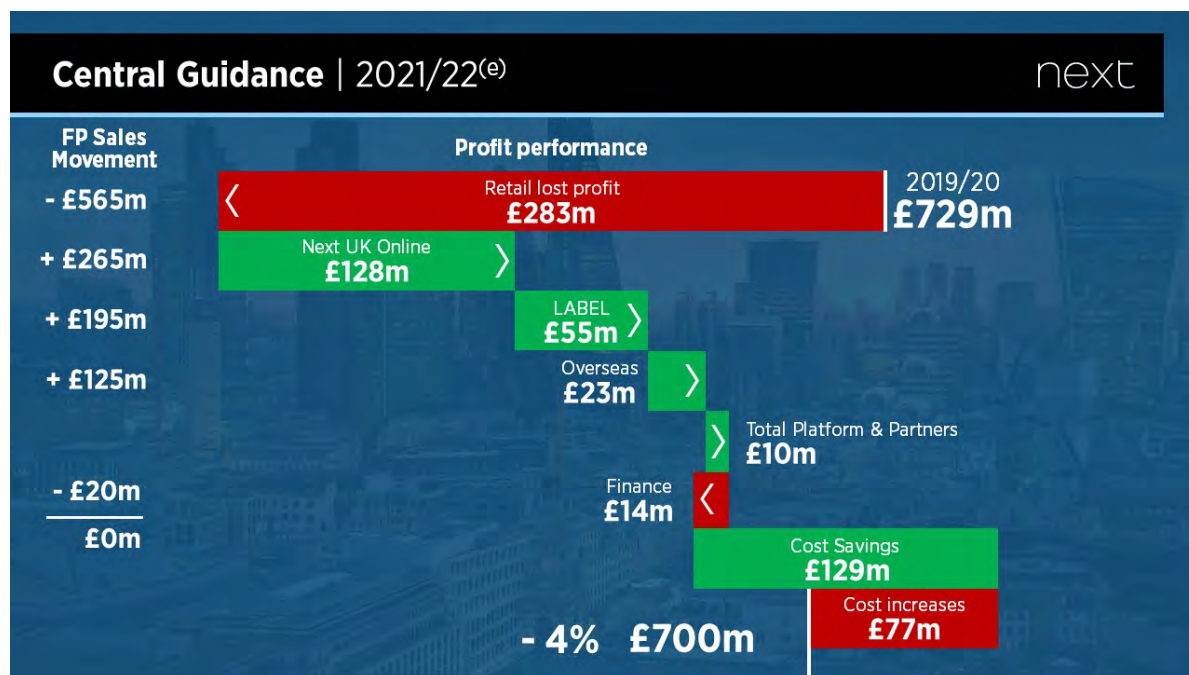 Central Guidance | 2021/22(e)
next
FP Sales
Movement
Profit performance
- £565m
Retail lost profit
£283m
2019/20
£729m
+ £265m
Next UK Online
£128m
+ £195m
LABEL
£55m
+ £125m
Overseas
£23m
Total Platform & Partners
£10m
- £20m
Finance
£14m
£0m
Cost Savings
£129m
Cost increases
£77m
- 4% £700m